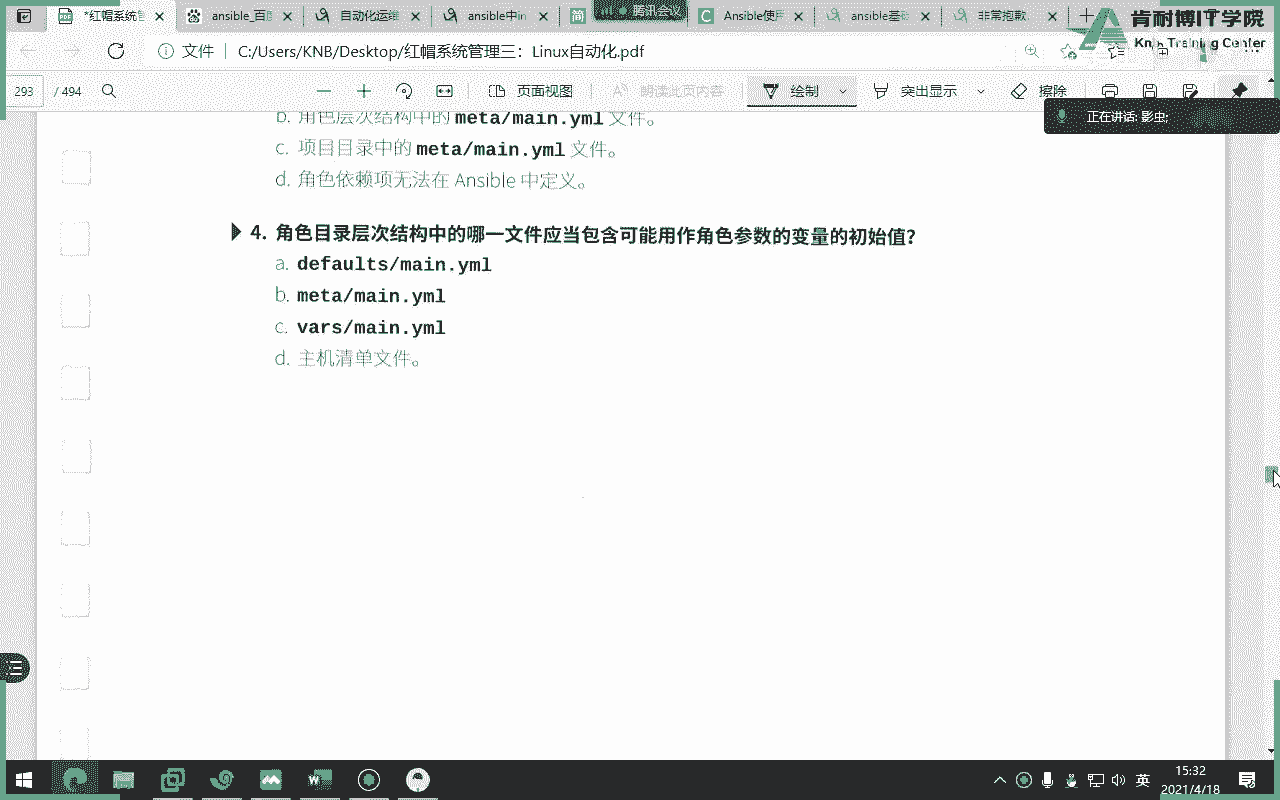 *红帽系统管
ansible_百
自动化运维
ansible中in
简
腾讯会议
Ansible使用
ansible基础
非常抱歉,
肯耐博IT学院
Knb Training Center
文件 C:/Users/KNB/Desktop/红帽系统管理三:Linux自动化.pdf
293 / 494
页面视图
朗读此页内容
绘制
突出显示
擦除
正在讲话: 影虫;
b. 角色层次结构中的 meta/main.yml 文件。
c. 项目目录中的 meta/main.yml 文件。
d. 角色依赖项无法在 Ansible 中定义。
4. 角色目录层次结构中的哪一文件应当包含可能用作角色参数的变量的初始值?
a. defaults/main.yml
b. meta/main.yml
c. vars/main.yml
d. 主机清单文件。
英
15:32
2021/4/18